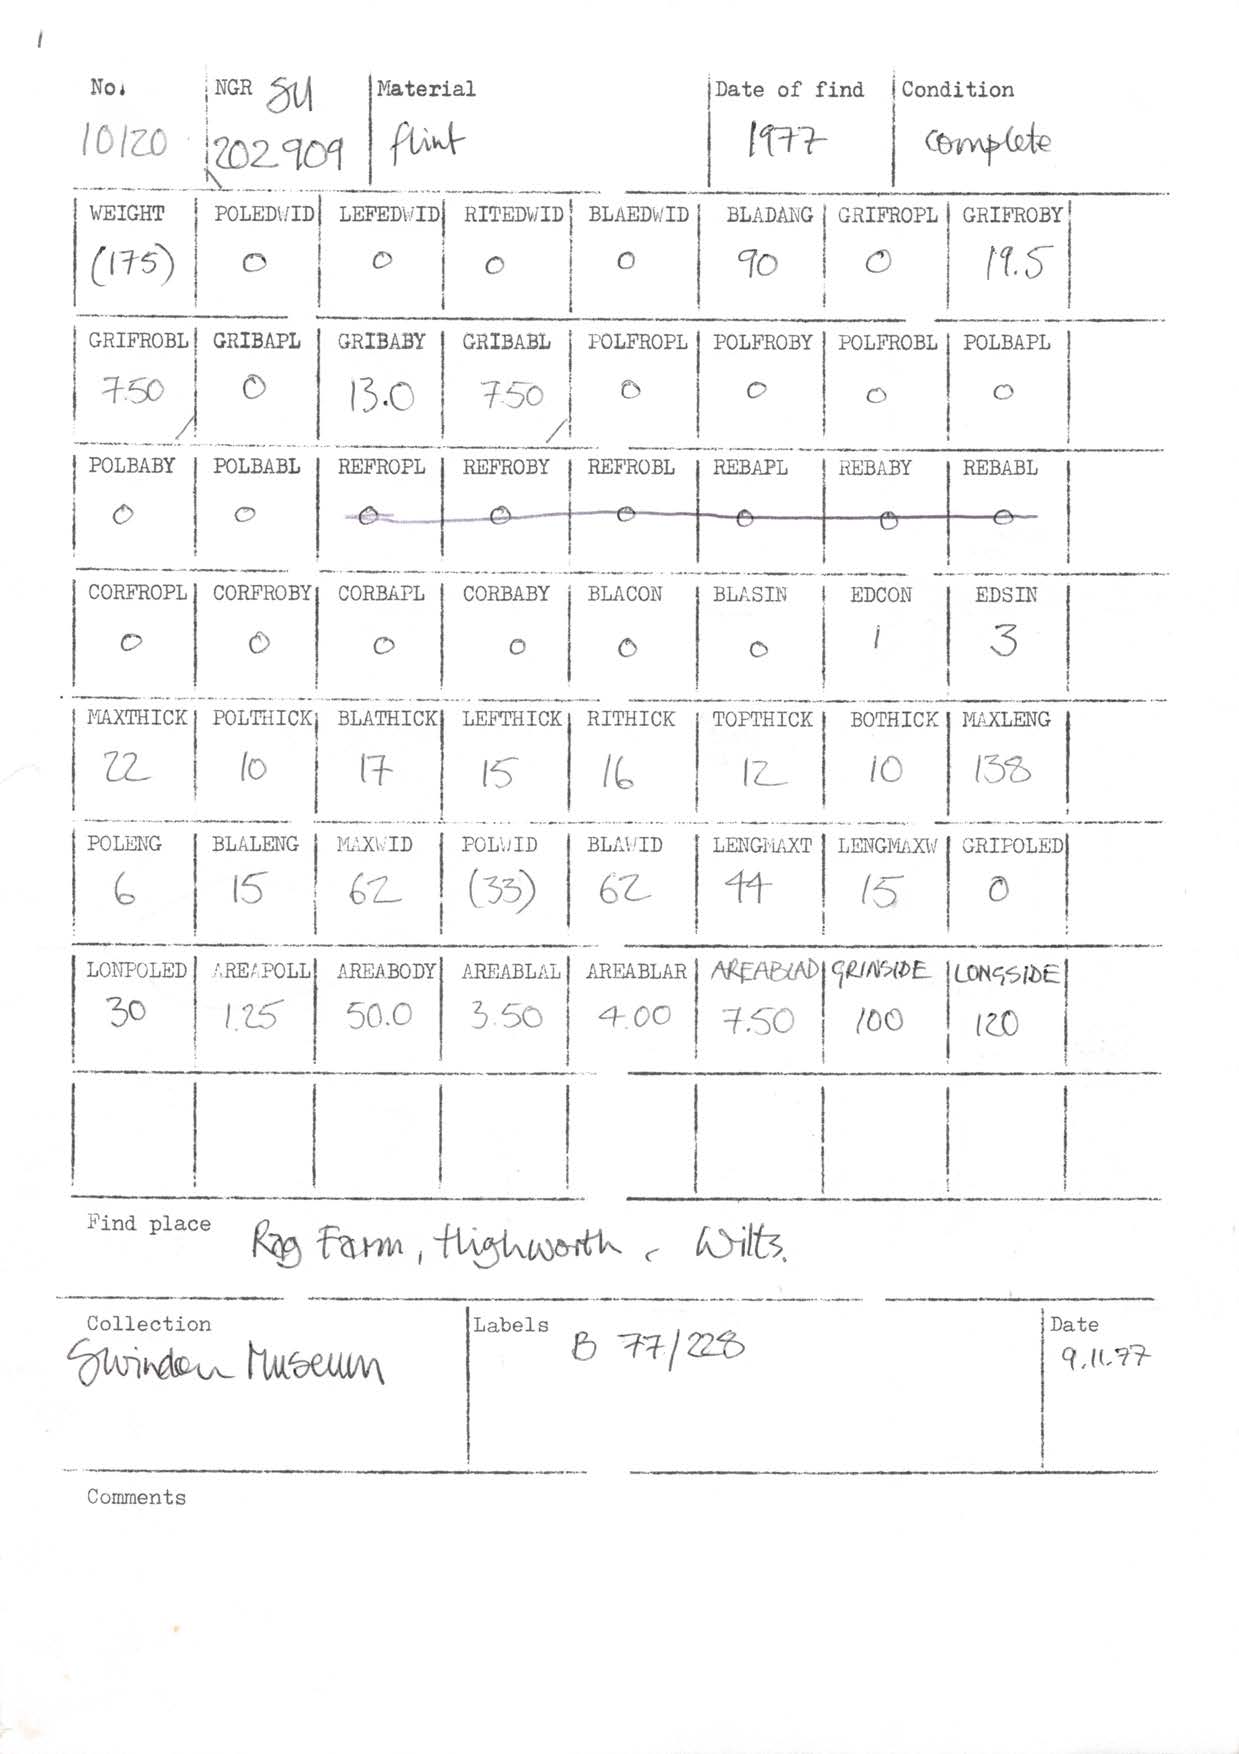 1
No. NGR SU Material Date of find Condition
10/20 202 909 flint 1977 complete
WEIGHT POLEDWID LEFEDWID RITEDWID BLAEDWID BLADANG GRIFROPL GRIFROBY
(175) 0 0 0 0 90 0 19.5
GRIFROBL GRIBAPL GRIBABY GRIBABL POLFROPL POLFROBY POLFROBL POLBAPL
7.50 0 13.0 7.50 0 0 0 0
POLBABY POLBABL REFROPL REFROBY REFROBL REBAPL REBABY REBABL
0 0 0 0 0 0 0 0
CORFROPL CORFROBY CORBAPL CORBABY BLACON BLASIN EDCON EDSIN
0 0 0 0 0 0 1 3
MAXTHICK POLTHICK BLATHICK LEFTHICK RITHICK TOPTHICK BOTHICK MAXLENG
22 10 17 15 16 12 10 138
POLENG BLALENG MAXWID POLWID BLAWID LENGMAXT LENGMAXW GRIPOLED
6 15 62 (33) 62 44 15 0
LONPOLED AREAPOLL AREABODY AREABLAL AREABLAR AREABLAD GRINSIDE LONGSIDE
30 1.25 50.0 3.50 4.00 7.50 100 120
Find place Rag Farm, Highworth, Wilts.
Collection Labels Date
Swindon Museum B 77/228 9.11.77
Comments